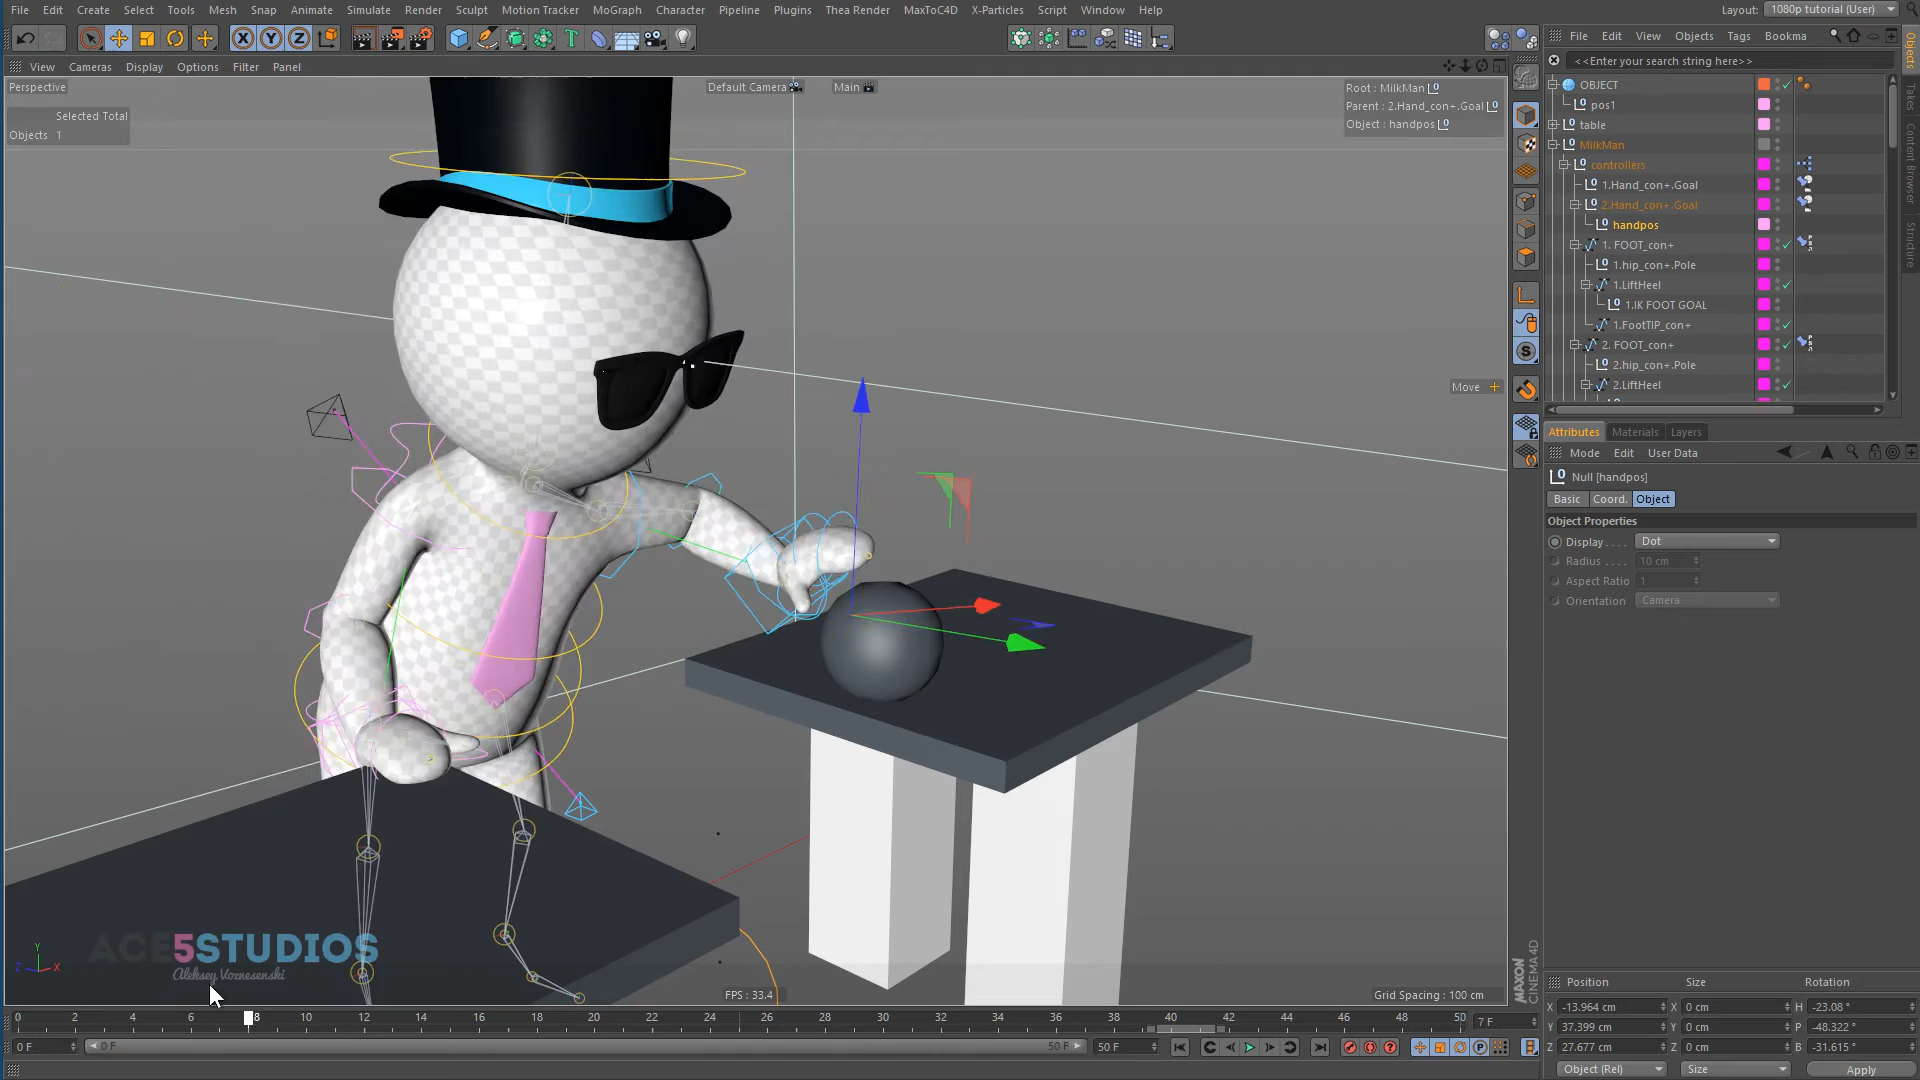 File Edit Create Select Tools Mesh Snap Animate Simulate Render Sculpt Motion Tracker MoGraph Character Pipeline Plugins Thea Render MaxToC4D X-Particles Script Window Help
Layout: 1080p tutorial (User)
View Cameras Display Options Filter Panel
File Edit View Objects Tags Bookma
<<Enter your search string here>>
Perspective
Default Camera
Main
Root : MilkMan
Parent : 2.Hand_con+.Goal
Object : handpos
Selected Total
Objects 1
OBJECT
pos1
table
MilkMan
controllers
1.Hand_con+.Goal
2.Hand_con+.Goal
handpos
1. FOOT_con+
1.hip_con+.Pole
1.LiftHeel
1.IK FOOT GOAL
1.FootTIP_con+
2. FOOT_con+
2.hip_con+.Pole
2.LiftHeel
Objects
Takes
Content Browser
Structure
Move
Attributes Materials Layers
Mode Edit User Data
Null [handpos]
Basic Coord. Object
Object Properties
Display . . . . Dot
Radius . . . . 10 cm
Aspect Ratio 1
Orientation Camera
ACE5STUDIOS
Aleksey Voznesenski
Y
Z X
FPS : 33.4
Grid Spacing : 100 cm
MAXON
CINEMA 4D
0 2 4 6 8 10 12 14 16 18 20 22 24 26 28 30 32 34 36 38 40 42 44 46 48 50
7 F
0 F
0 F
50 F
50 F
Position Size Rotation
X -13.964 cm X 0 cm H -23.08 °
Y 37.399 cm Y 0 cm P -48.322 °
Z 27.677 cm Z 0 cm B -31.615 °
Object (Rel) Size Apply